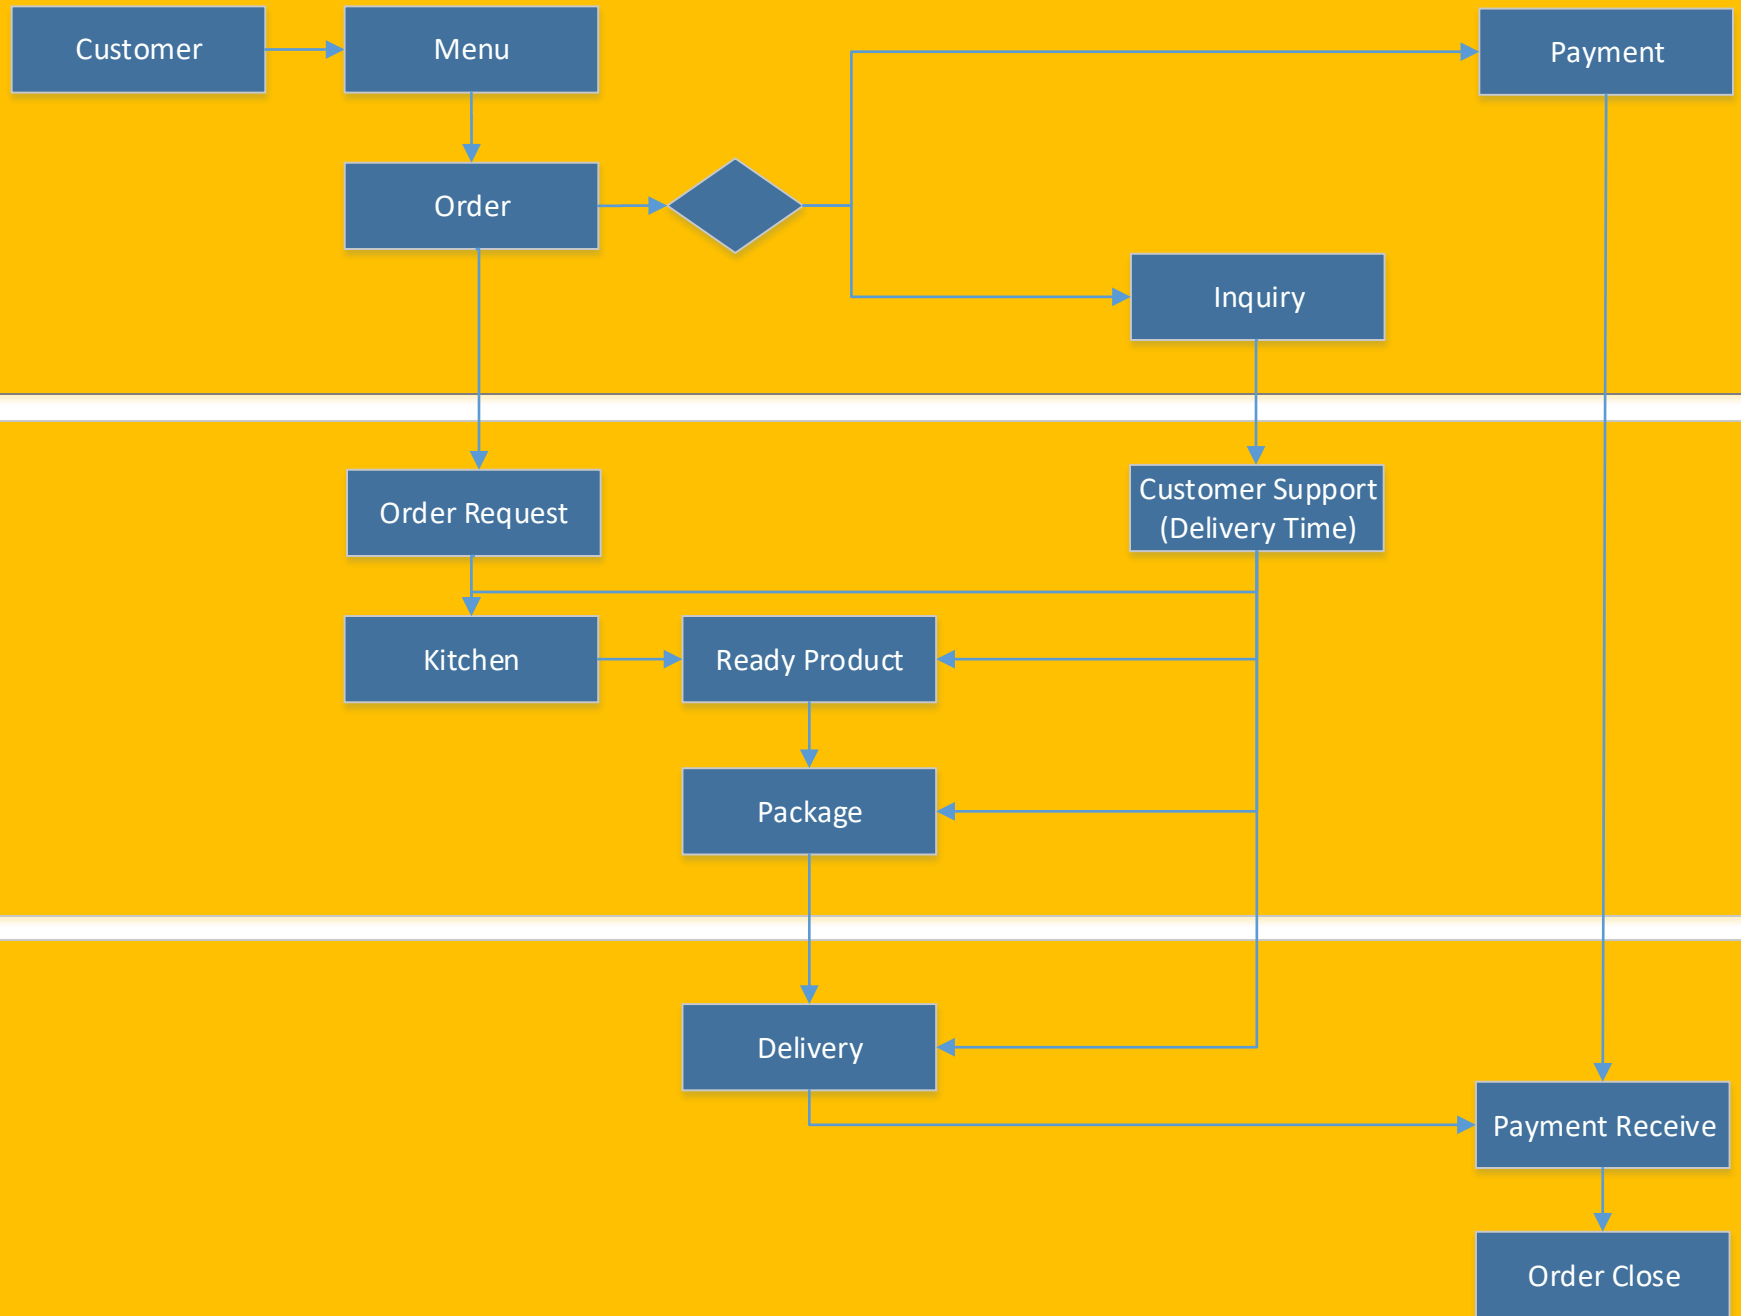 Customer
Menu
Payment
Order
Inquiry
Order Request
Customer Support
(Delivery Time)
Kitchen
Ready Product
Package
Delivery
Payment Receive
Order Close